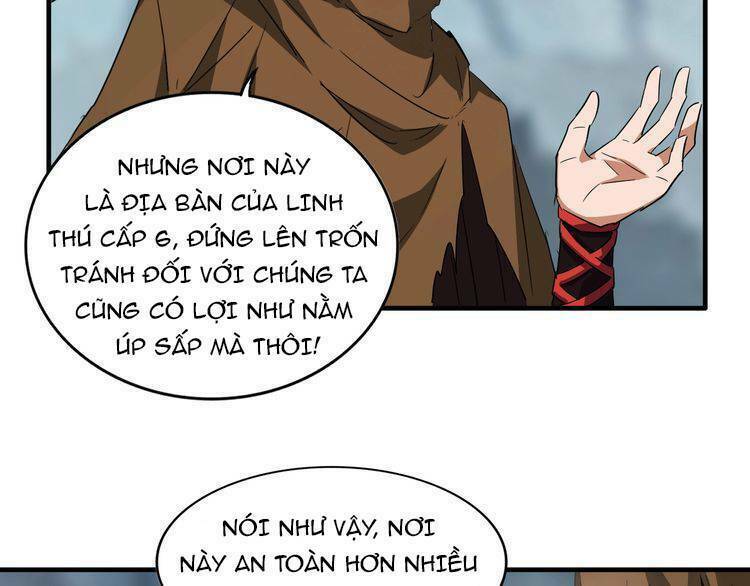 NHƯNG NƠI NÀY
LÀ ĐỊA BÀN CỦA LINH
THÚ CẤP 6, ĐỨNG LÊN TRỐN
TRÁNH ĐỐI VỚI CHÚNG TA
CŨNG CÓ LỢI NHƯ NẰM
ÚP SẤP MÀ THÔI!
NÓI NHƯ VẬY, NƠI
NÀY AN TOÀN HƠN NHIỀU